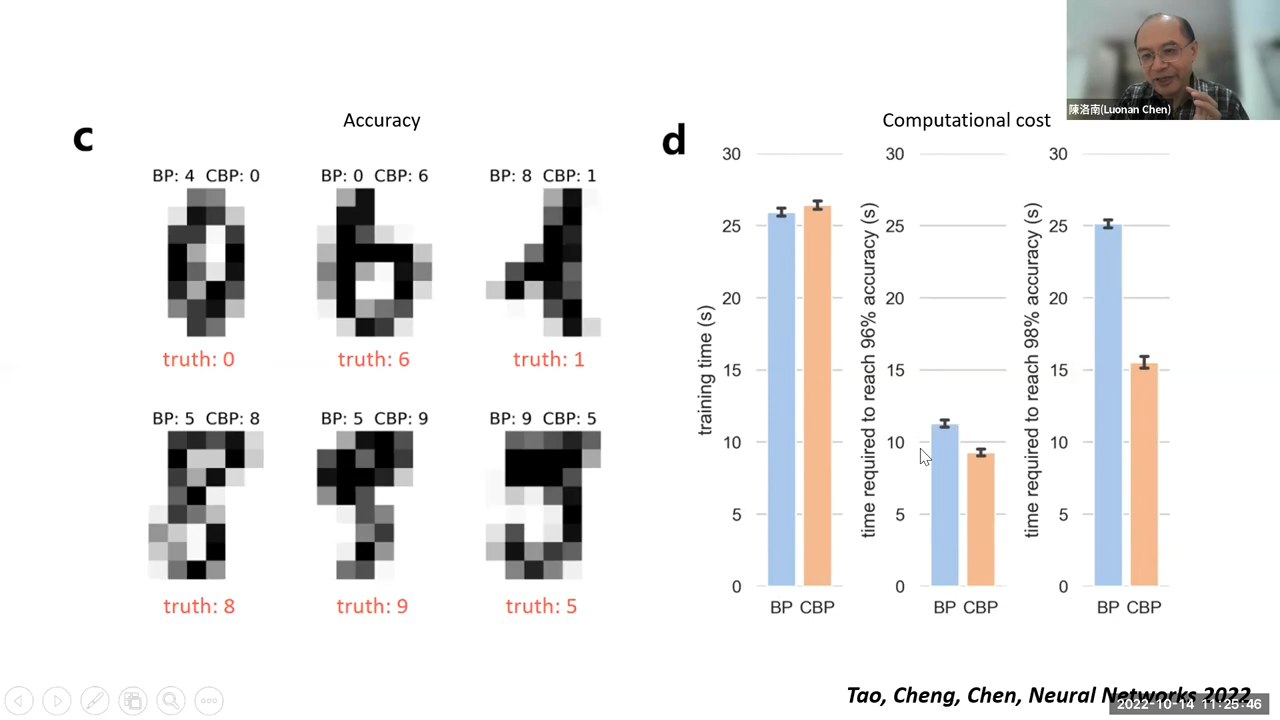 陳洛南(Luonan Chen)
c
Accuracy
BP: 4 CBP: 0
BP: 0 CBP: 6
BP: 8 CBP: 1
truth: 0
truth: 6
truth: 1
BP: 5 CBP: 8
BP: 5 CBP: 9
BP: 9 CBP: 5
truth: 8
truth: 9
truth: 5
d
Computational cost
training time (s)
30
25
20
15
10
5
0
BP CBP
time required to reach 96% accuracy (s)
30
25
20
15
10
5
0
BP CBP
time required to reach 98% accuracy (s)
30
25
20
15
10
5
0
BP CBP
Tao, Cheng, Chen, Neural Networks 2022
2022-10-14 11:25:46